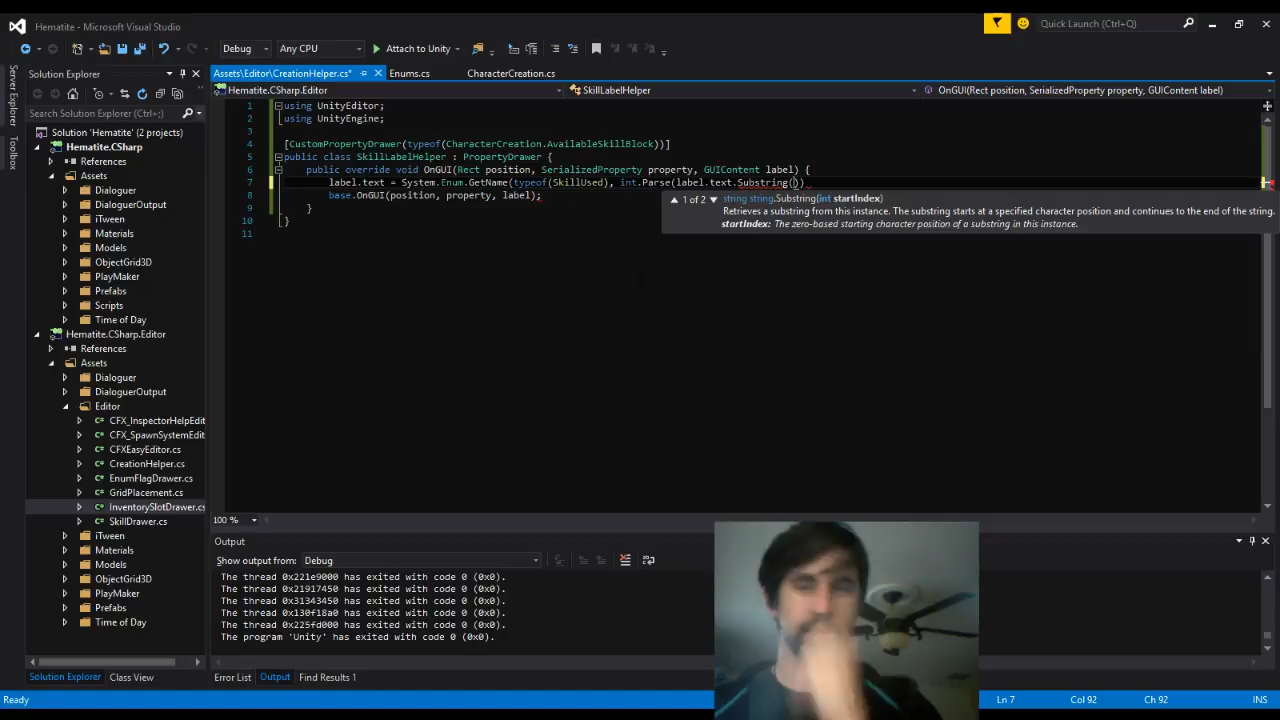 Hematite - Microsoft Visual Studio
Quick Launch (Ctrl+Q)
Debug Any CPU Attach to Unity
Server Explorer
Toolbox
Solution Explorer
Search Solution Explorer (Ctrl+;)
Solution 'Hematite' (2 projects)
Hematite.CSharp
References
Assets
Dialoguer
DialoguerOutput
iTween
Materials
Models
ObjectGrid3D
PlayMaker
Prefabs
Scripts
Time of Day
Hematite.CSharp.Editor
References
Assets
Dialoguer
DialoguerOutput
Editor
CFX_InspectorHelpEdit
CFX_SpawnSystemEdit
CFXEasyEditor.cs
CreationHelper.cs
EnumFlagDrawer.cs
GridPlacement.cs
InventorySlotDrawer.cs
SkillDrawer.cs
iTween
Materials
Models
ObjectGrid3D
PlayMaker
Prefabs
Time of Day
Solution Explorer Class View
Assets\Editor\CreationHelper.cs* Enums.cs CharacterCreation.cs
Hematite.CSharp.Editor SkillLabelHelper OnGUI(Rect position, SerializedProperty property, GUIContent label)
1 using UnityEditor;
2 using UnityEngine;
3
4 [CustomPropertyDrawer(typeof(CharacterCreation.AvailableSkillBlock))]
5 public class SkillLabelHelper : PropertyDrawer {
6 public override void OnGUI(Rect position, SerializedProperty property, GUIContent label) {
7 label.text = System.Enum.GetName(typeof(SkillUsed), int.Parse(label.text.Substring())
8 base.OnGUI(position, property, label);
9 }
10 }
11
1 of 2 string string.Substring(int startIndex)
Retrieves a substring from this instance. The substring starts at a specified character position and continues to the end of the string.
startIndex: The zero-based starting character position of a substring in this instance.
100 %
Output
Show output from: Debug
The thread 0x221e9000 has exited with code 0 (0x0).
The thread 0x21917450 has exited with code 0 (0x0).
The thread 0x31343450 has exited with code 0 (0x0).
The thread 0x130f18a0 has exited with code 0 (0x0).
The thread 0x225fd000 has exited with code 0 (0x0).
The program 'Unity' has exited with code 0 (0x0).
Error List Output Find Results 1
Ready Ln 7 Col 92 Ch 92 INS